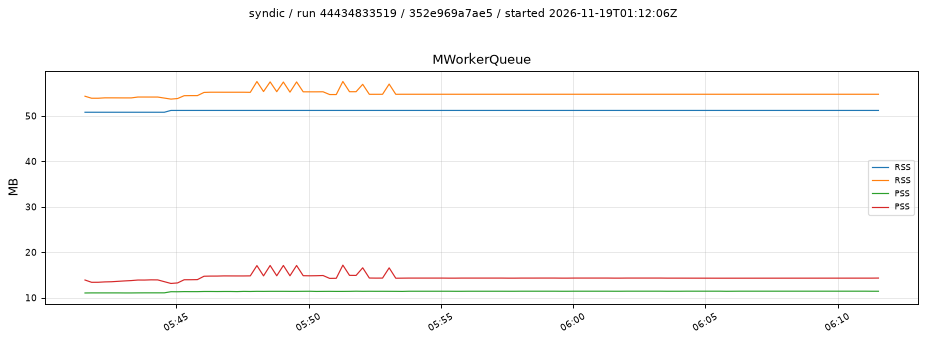 syndic / run 44434833519 / 352e969a7ae5 / started 2026-11-19T01:12:06Z
MWorkerQueue
MB
50
40
30
20
10
RSS
RSS
PSS
PSS
05:45
05:50
05:55
06:00
06:05
06:10